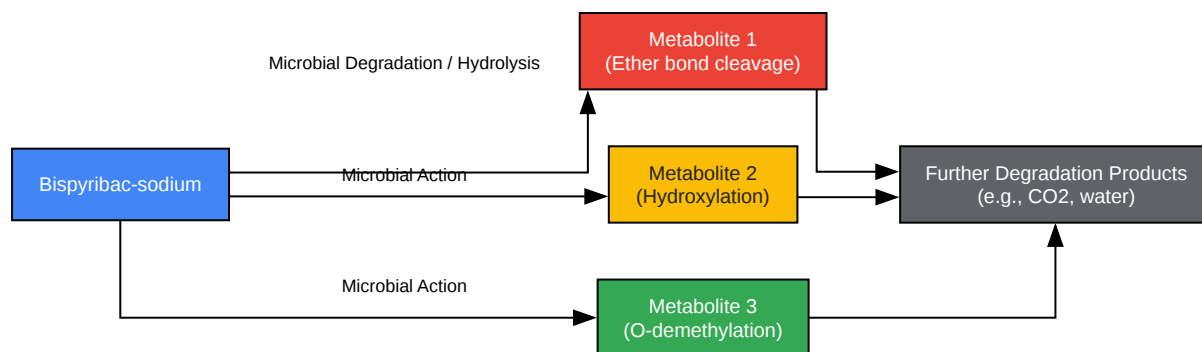 Metabolite 1
(Ether bond cleavage)
Microbial Degradation / Hydrolysis
Bispyribac-sodium
Microbial Action
Metabolite 2
(Hydroxylation)
Further Degradation Products
(e.g., CO2, water)
Microbial Action
Metabolite 3
(O-demethylation)